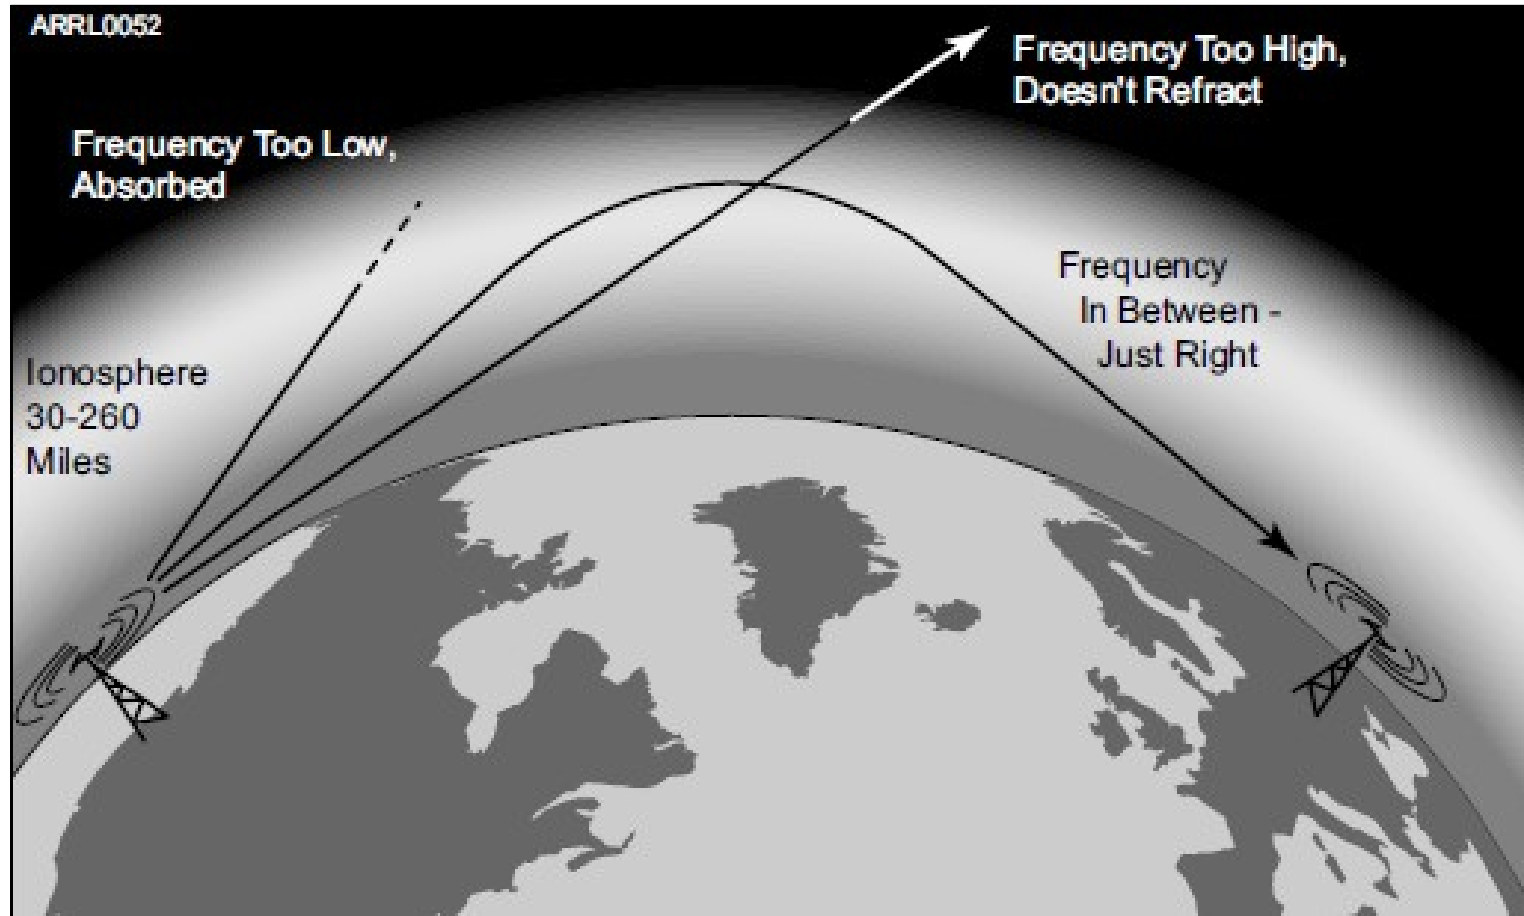 ARRL0052
Frequency Too High,
Doesn't Refract
Frequency Too Low,
Absorbed
Frequency
In Between -
Just Right
Ionosphere
30-260
Miles